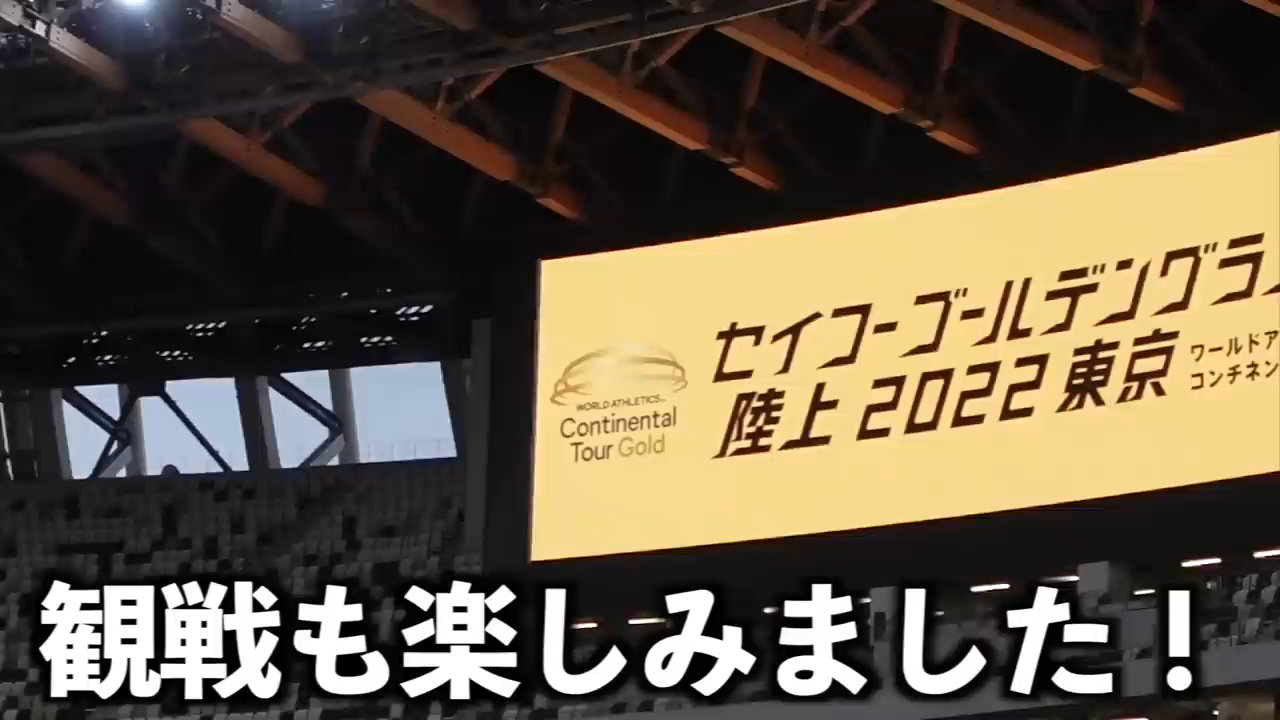 セイコーゴールデングラ
陸上 2022 東京
ワールドア
コンチネン
WORLD ATHLETICS
Continental
Tour Gold
観戦も楽しみました！